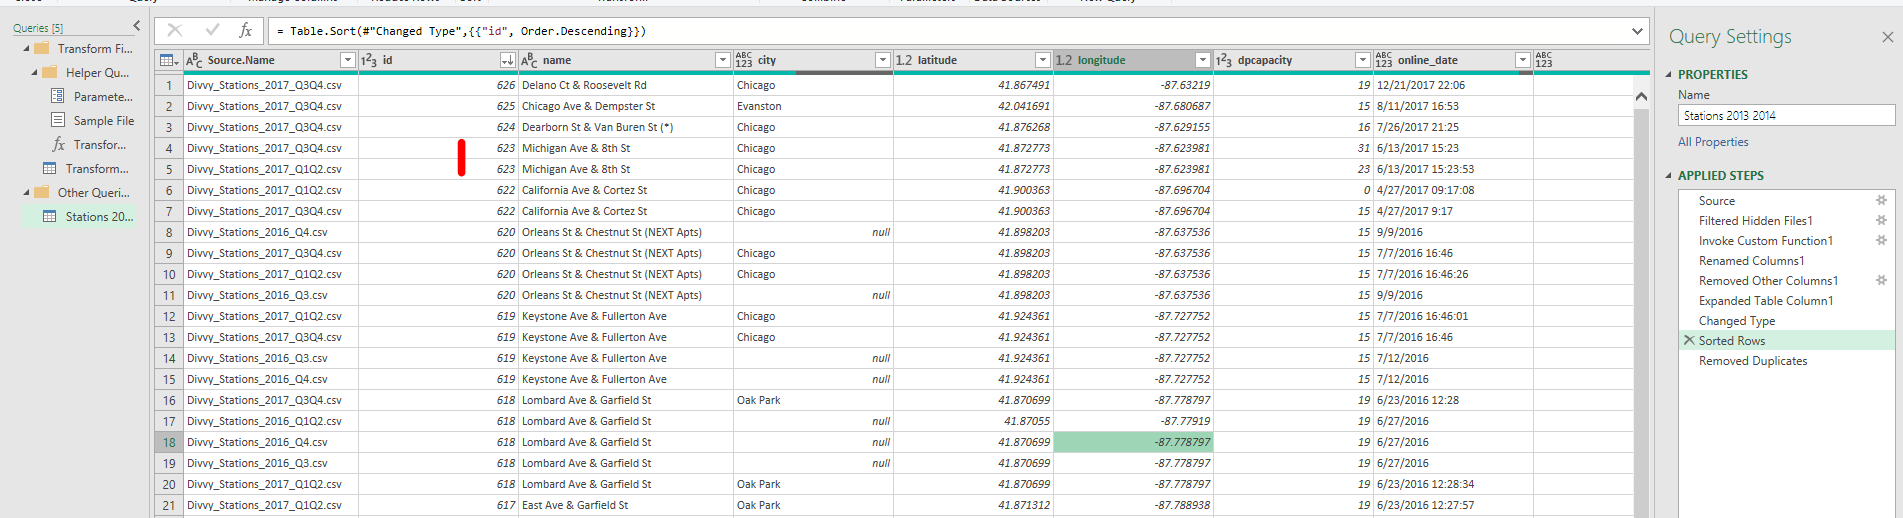 Queries [5]
Transform Fi...
Helper Qu...
Paramete...
Sample File
Transfor...
Transform...
Other Queri...
Stations 20...
fx
= Table.Sort(#"Changed Type",{{"id", Order.Descending}})
Source.Name id name city latitude longitude dpcapacity online_date
1 Divvy_Stations_2017_Q3Q4.csv 626 Delano Ct & Roosevelt Rd Chicago 41.867491 -87.63219 19 12/21/2017 22:06
2 Divvy_Stations_2017_Q3Q4.csv 625 Chicago Ave & Dempster St Evanston 42.041691 -87.680687 15 8/11/2017 16:53
3 Divvy_Stations_2017_Q3Q4.csv 624 Dearborn St & Van Buren St (*) Chicago 41.876268 -87.629155 16 7/26/2017 21:25
4 Divvy_Stations_2017_Q3Q4.csv 623 Michigan Ave & 8th St Chicago 41.872773 -87.623981 31 6/13/2017 15:23
5 Divvy_Stations_2017_Q1Q2.csv 623 Michigan Ave & 8th St Chicago 41.872773 -87.623981 23 6/13/2017 15:23:53
6 Divvy_Stations_2017_Q1Q2.csv 622 California Ave & Cortez St Chicago 41.900363 -87.696704 0 4/27/2017 09:17:08
7 Divvy_Stations_2017_Q3Q4.csv 622 California Ave & Cortez St Chicago 41.900363 -87.696704 15 4/27/2017 9:17
8 Divvy_Stations_2016_Q4.csv 620 Orleans St & Chestnut St (NEXT Apts) null 41.898203 -87.637536 15 9/9/2016
9 Divvy_Stations_2017_Q3Q4.csv 620 Orleans St & Chestnut St (NEXT Apts) Chicago 41.898203 -87.637536 15 7/7/2016 16:46
10 Divvy_Stations_2017_Q1Q2.csv 620 Orleans St & Chestnut St (NEXT Apts) Chicago 41.898203 -87.637536 15 7/7/2016 16:46:26
11 Divvy_Stations_2016_Q3.csv 620 Orleans St & Chestnut St (NEXT Apts) null 41.898203 -87.637536 15 9/9/2016
12 Divvy_Stations_2017_Q1Q2.csv 619 Keystone Ave & Fullerton Ave Chicago 41.924361 -87.727752 15 7/7/2016 16:46:01
13 Divvy_Stations_2017_Q3Q4.csv 619 Keystone Ave & Fullerton Ave Chicago 41.924361 -87.727752 15 7/7/2016 16:46
14 Divvy_Stations_2016_Q3.csv 619 Keystone Ave & Fullerton Ave null 41.924361 -87.727752 15 7/12/2016
15 Divvy_Stations_2016_Q4.csv 619 Keystone Ave & Fullerton Ave null 41.924361 -87.727752 15 7/12/2016
16 Divvy_Stations_2017_Q3Q4.csv 618 Lombard Ave & Garfield St Oak Park 41.870699 -87.778797 19 6/23/2016 12:28
17 Divvy_Stations_2016_Q1Q2.csv 618 Lombard Ave & Garfield St null 41.87055 -87.77919 19 6/27/2016
18 Divvy_Stations_2016_Q4.csv 618 Lombard Ave & Garfield St null 41.870699 -87.778797 19 6/27/2016
19 Divvy_Stations_2016_Q3.csv 618 Lombard Ave & Garfield St null 41.870699 -87.778797 19 6/27/2016
20 Divvy_Stations_2017_Q1Q2.csv 618 Lombard Ave & Garfield St Oak Park 41.870699 -87.778797 19 6/23/2016 12:28:34
21 Divvy_Stations_2017_Q1Q2.csv 617 East Ave & Garfield St Oak Park 41.871312 -87.788938 19 6/23/2016 12:27:57
Query Settings
PROPERTIES
Name
Stations 2013 2014
All Properties
APPLIED STEPS
Source
Filtered Hidden Files1
Invoke Custom Function1
Renamed Columns1
Removed Other Columns1
Expanded Table Column1
Changed Type
Sorted Rows
Removed Duplicates